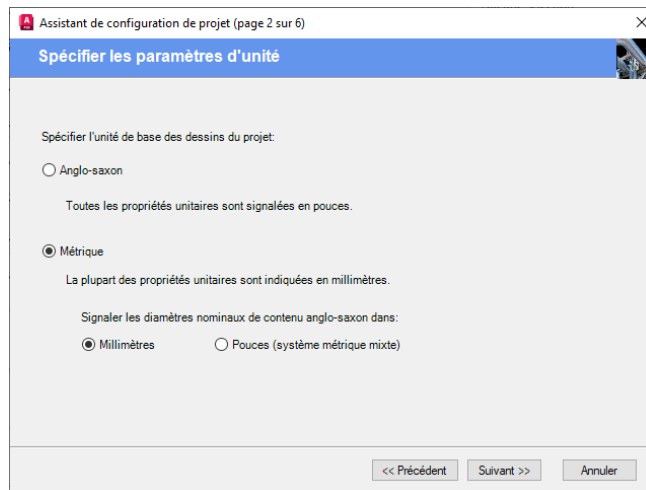 Assistant de configuration de projet (page 2 sur 6)
Spécifier les paramètres d'unité
Spécifier l'unité de base des dessins du projet:
Anglo-saxon
Toutes les propriétés unitaires sont signalées en pouces.
Métrique
La plupart des propriétés unitaires sont indiquées en millimètres.
Signaler les diamètres nominaux de contenu anglo-saxon dans:
Millimètres Pouces (système métrique mixte)
<< Précédent Suivant >> Annuler